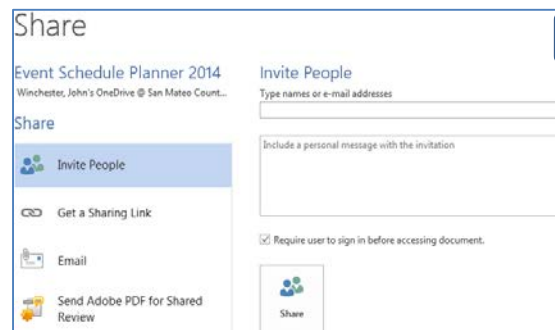 Share
Event Schedule Planner 2014
Winchester, John's OneDrive @ San Mateo Count...
Share
Invite People
Get a Sharing Link
Email
Send Adobe PDF for Shared
Review
Invite People
Type names or e-mail addresses
Include a personal message with the invitation
Require user to sign in before accessing document.
Share